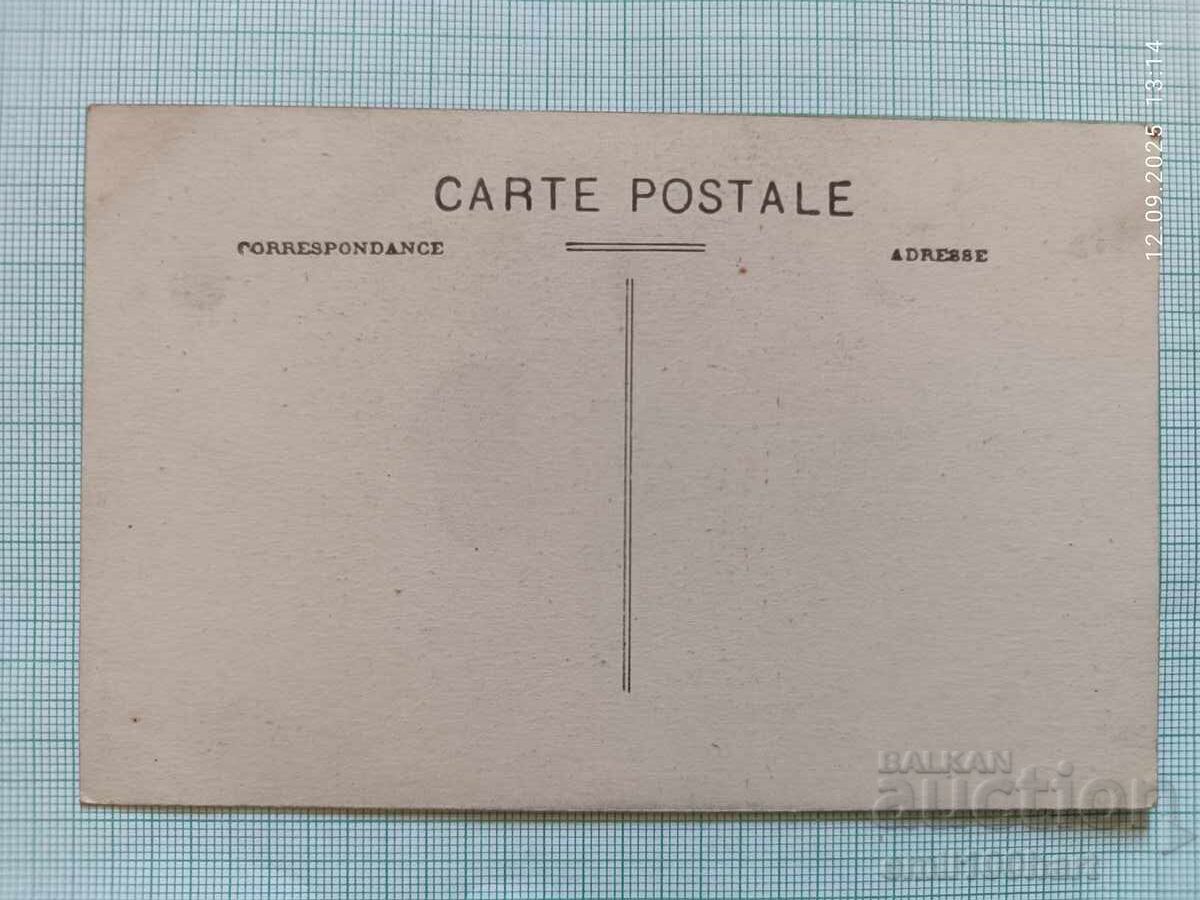 CARTE POSTALE
CORRESPONDANCE
ADRESSE
12.09.2025 13:14
BALKAN
auction